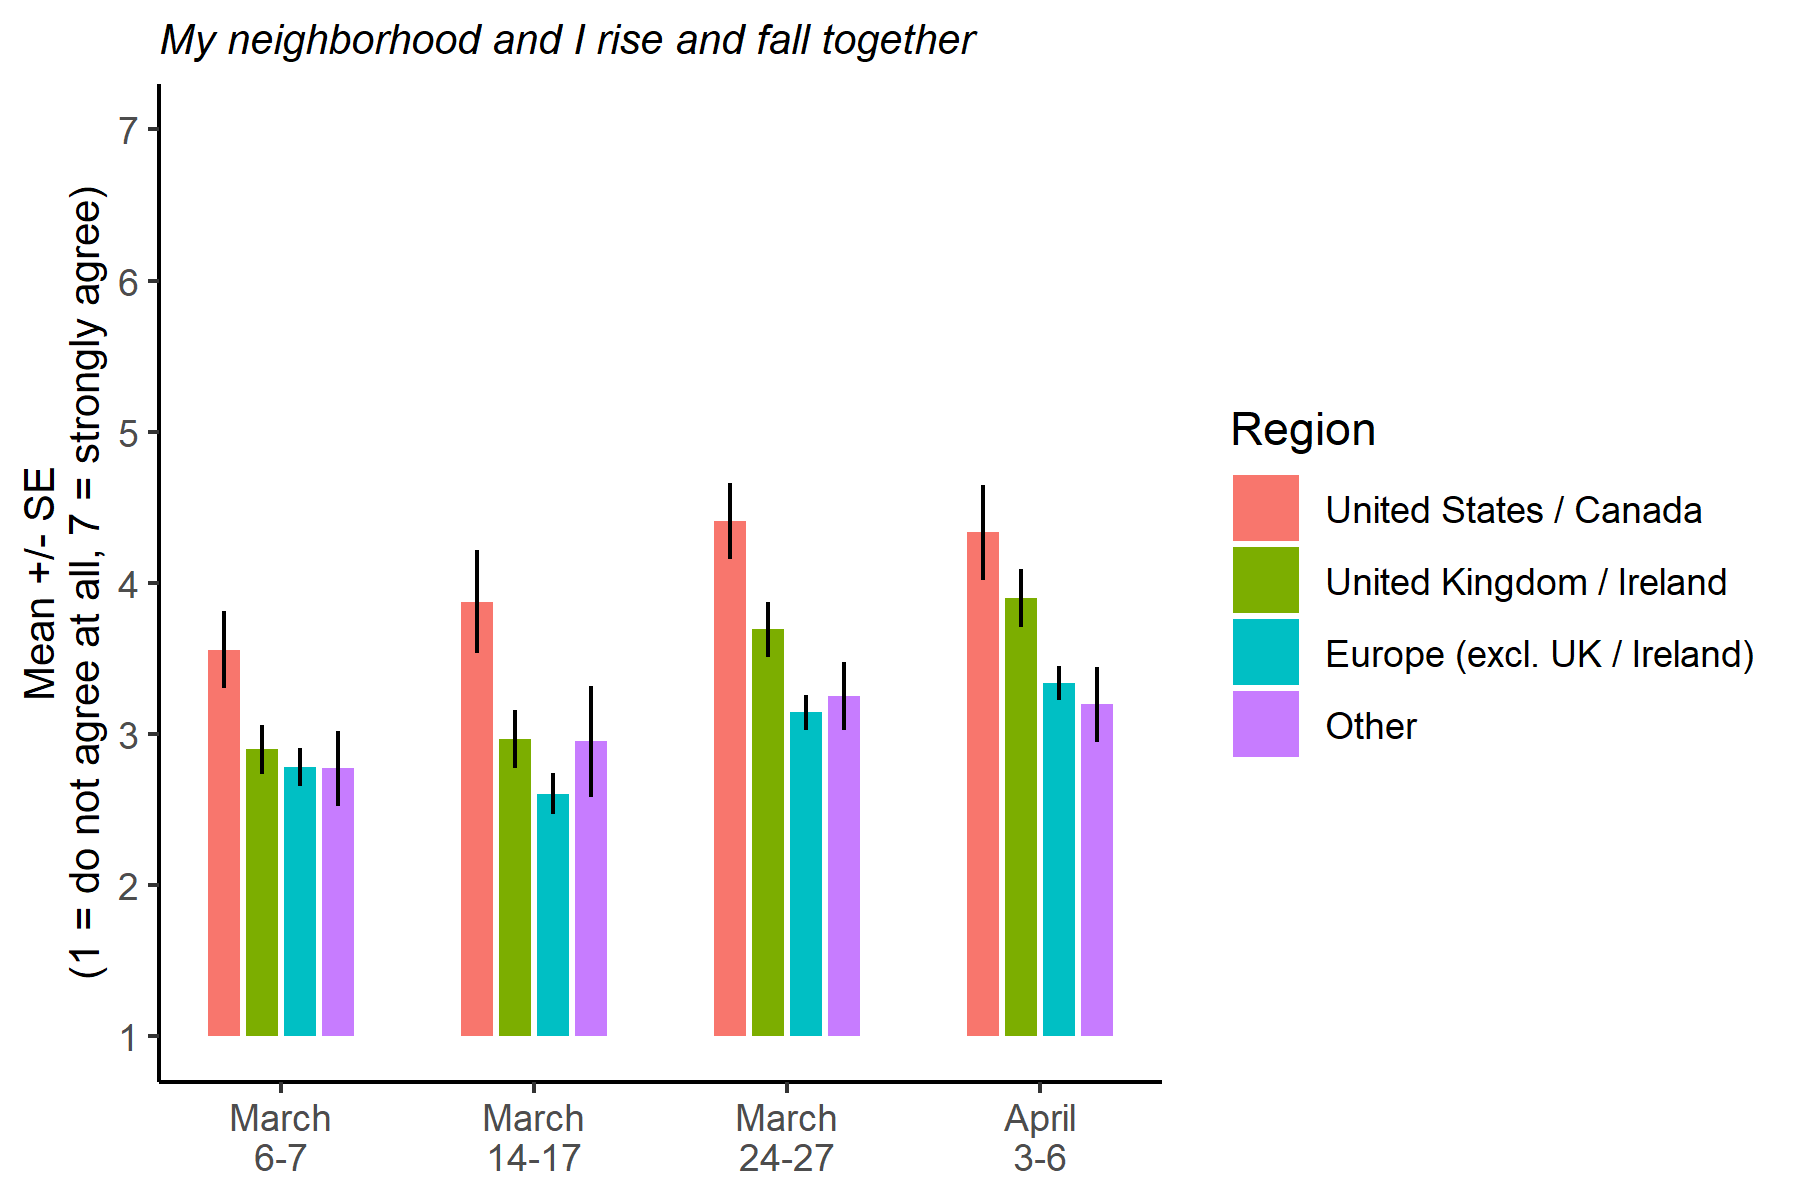 My neighborhood and I rise and fall together
Mean +/- SE
(1 = do not agree at all, 7 = strongly agree)
7
6
5
4
3
2
1
March
6-7
March
14-17
March
24-27
April
3-6
Region
United States / Canada
United Kingdom / Ireland
Europe (excl. UK / Ireland)
Other